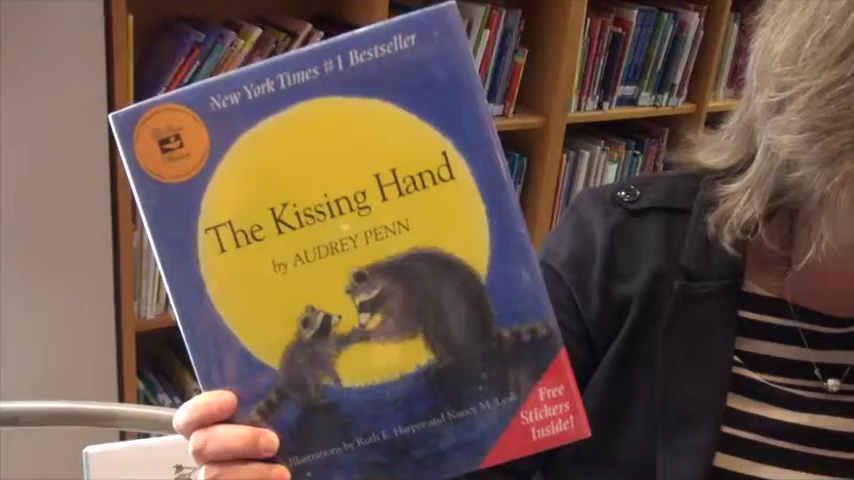 New York Times #1 Bestseller
The Kissing Hand
by AUDREY PENN
Illustrations by Ruth E. Harper and Nancy M. Leak
Free
Stickers
Inside!